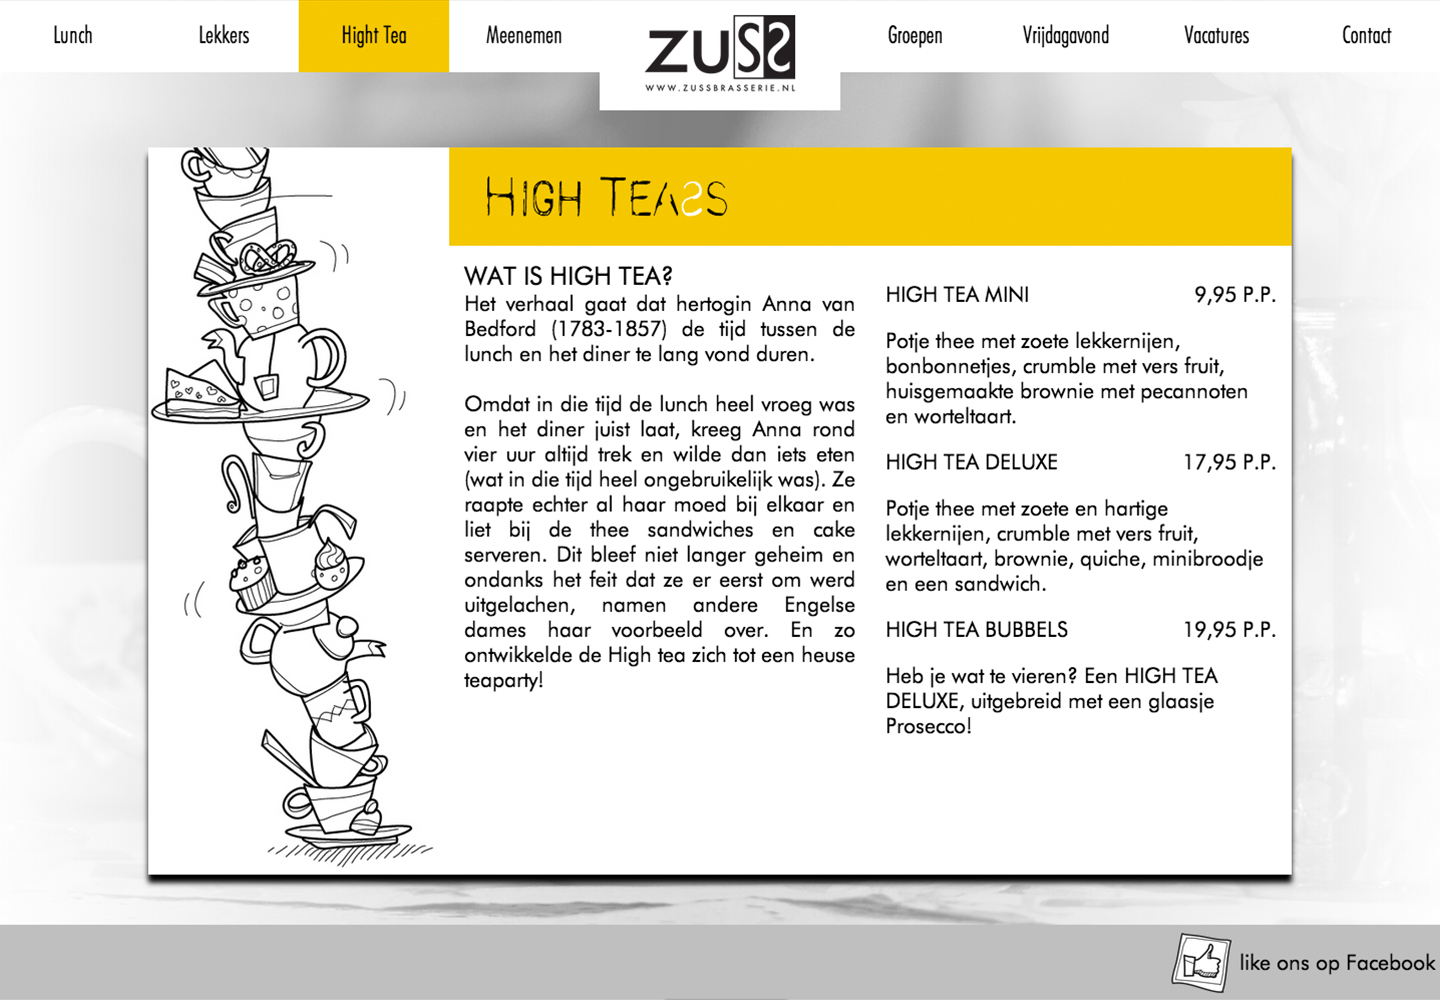 Lunch
Lekkers
Hight Tea
Meenemen
ZUSS
WWW.ZUSSBRASSERIE.NL
Groepen
Vrijdagavond
Vacatures
Contact
HIGH TEASS
WAT IS HIGH TEA?
Het verhaal gaat dat hertogin Anna van
Bedford (1783-1857) de tijd tussen de
lunch en het diner te lang vond duren.
Omdat in die tijd de lunch heel vroeg was
en het diner juist laat, kreeg Anna rond
vier uur altijd trek en wilde dan iets eten
(wat in die tijd heel ongebruikelijk was). Ze
raapte echter al haar moed bij elkaar en
liet bij de thee sandwiches en cake
serveren. Dit bleef niet langer geheim en
ondanks het feit dat ze er eerst om werd
uitgelachen, namen andere Engelse
dames haar voorbeeld over. En zo
ontwikkelde de High tea zich tot een heuse
teaparty!
HIGH TEA MINI 9,95 P.P.
Potje thee met zoete lekkernijen,
bonbonnetjes, crumble met vers fruit,
huisgemaakte brownie met pecannoten
en worteltaart.
HIGH TEA DELUXE 17,95 P.P.
Potje thee met zoete en hartige
lekkernijen, crumble met vers fruit,
worteltaart, brownie, quiche, minibroodje
en een sandwich.
HIGH TEA BUBBELS 19,95 P.P.
Heb je wat te vieren? Een HIGH TEA
DELUXE, uitgebreid met een glaasje
Prosecco!
like ons op Facebook